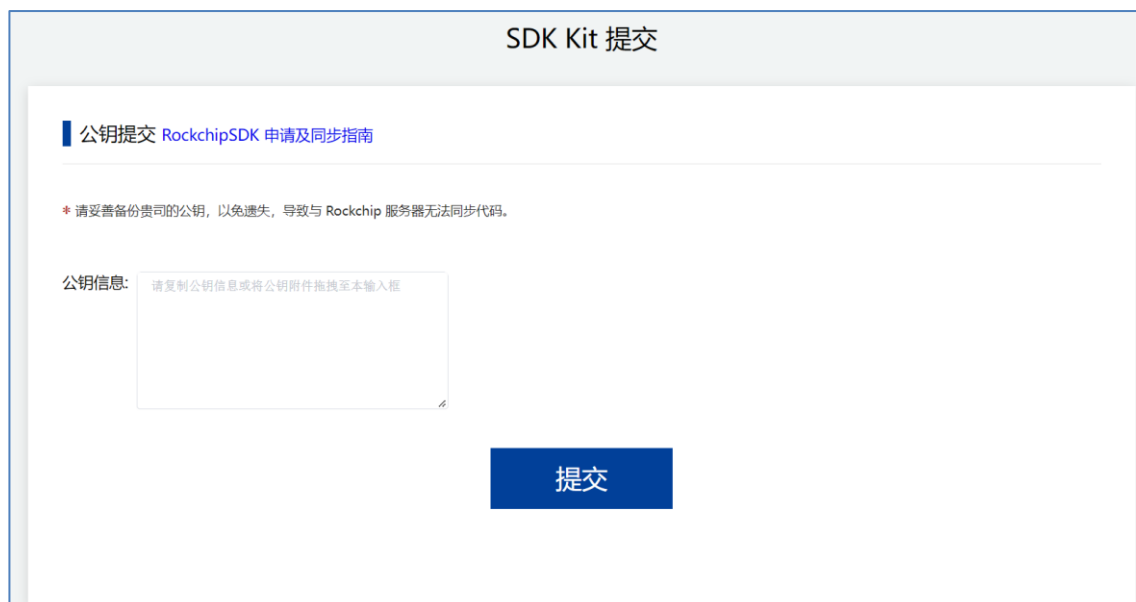 SDK Kit 提交
公钥提交 RockchipSDK 申请及同步指南
* 请妥善备份贵司的公钥，以免遗失，导致与 Rockchip 服务器无法同步代码。
公钥信息: 请复制公钥信息或将公钥附件拖拽至本输入框
提交